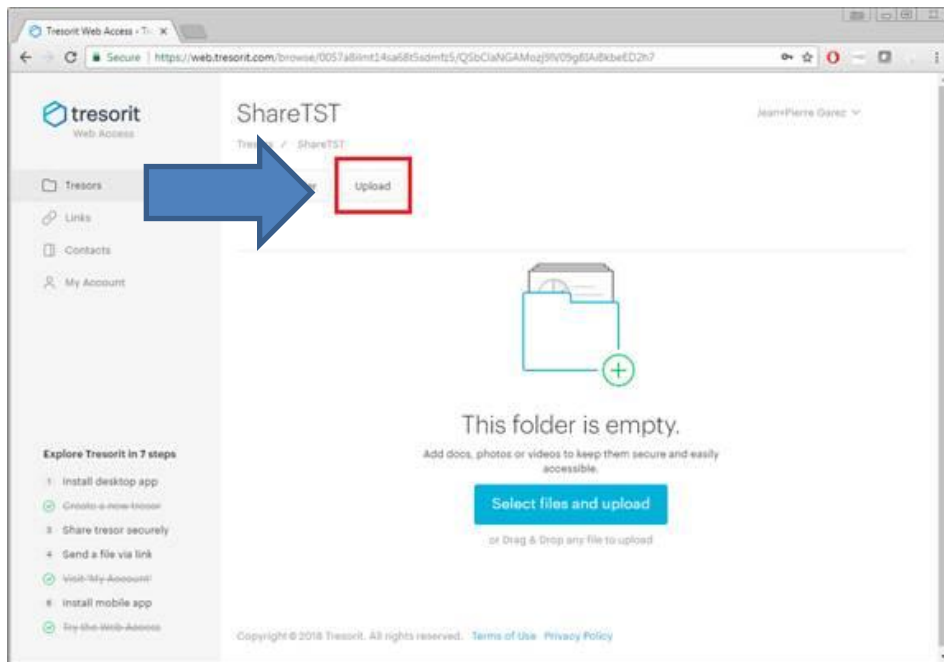 Tresorit Web Access - Tr
Secure
https://web.tresorit.com/browse/
tresorit
Web Access
ShareTST
Tresors / ShareTST
Upload
Tresors
Links
Contacts
My Account
This folder is empty.
Add docs, photos or videos to keep them secure and easily
accessible.
Select files and upload
or Drag & Drop any file to upload
Explore Tresorit in 7 steps
1 Install desktop app
Create a new tresor
3 Share tresor securely
4 Send a file via link
Visit 'My Account'
6 Install mobile app
Try the Web Access
Copyright © 2018 Tresorit. All rights reserved. Terms of Use Privacy Policy